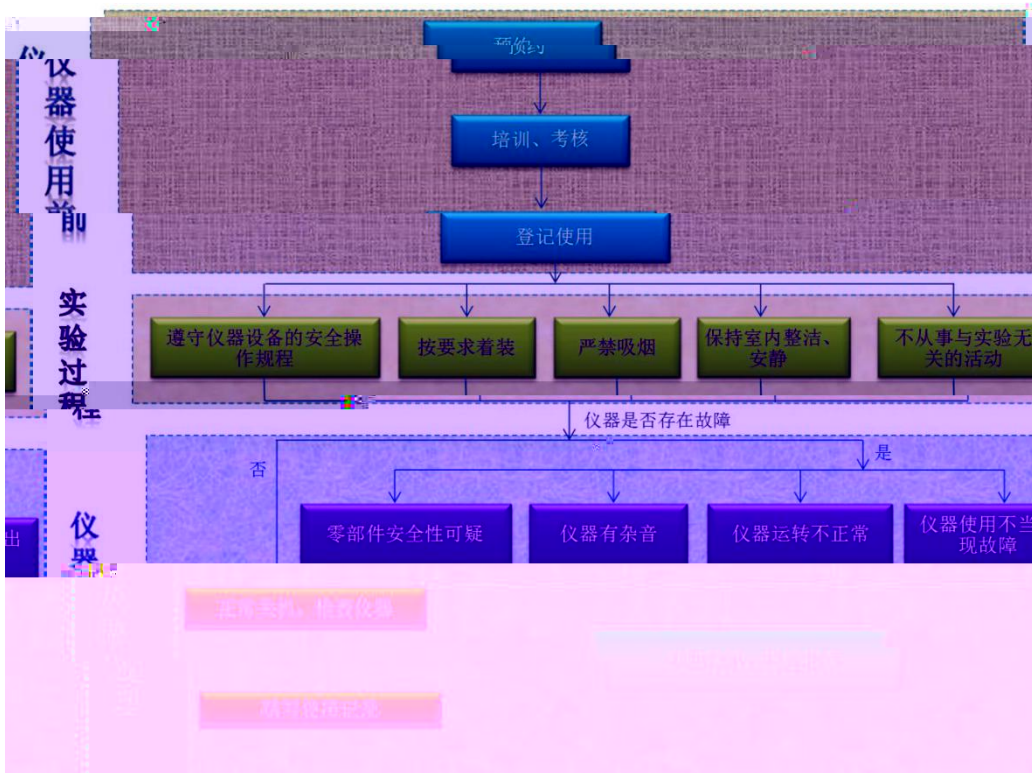 预约
培训、考核
登记使用
仪器使用前
遵守仪器设备的安全操
作规程
按要求着装
严禁吸烟
保持室内整洁、
安静
不从事与实验无
关的活动
实验过程
仪器是否存在故障
否
是
零部件安全性可疑
仪器有杂音
仪器运转不正常
仪器使用不当
出
现故障
仪器